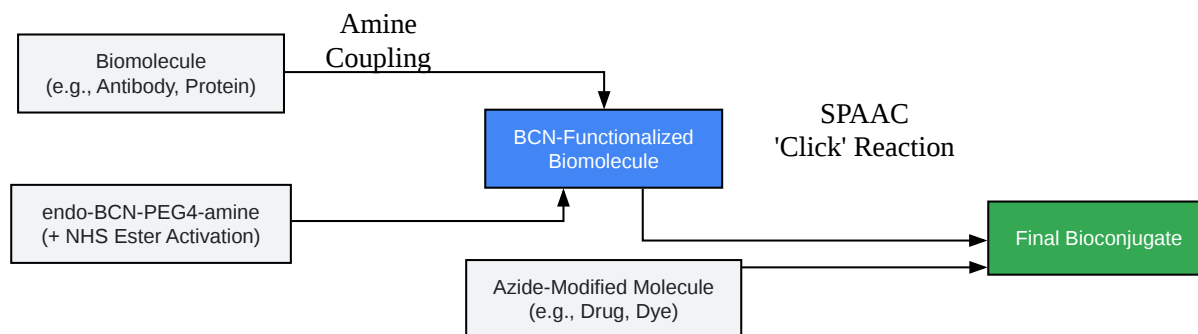 Amine
Coupling
Biomolecule
(e.g., Antibody, Protein)
BCN-Functionalized
Biomolecule
SPAAC
'Click' Reaction
endo-BCN-PEG4-amine
(+ NHS Ester Activation)
Final Bioconjugate
Azide-Modified Molecule
(e.g., Drug, Dye)